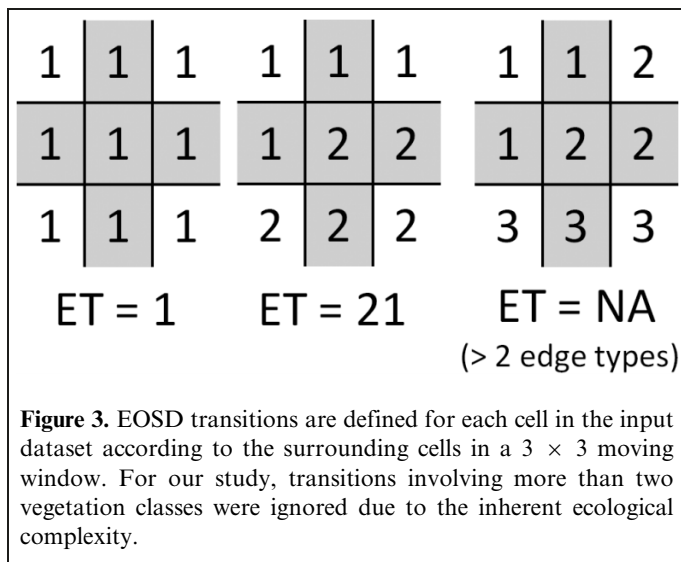 1 1 1 1 1 1 1 1 2
1 1 1 1 2 2 1 2 2
1 1 1 2 2 2 3 3 3
ET = 1 ET = 21 ET = NA
(> 2 edge types)
Figure 3. EOSD transitions are defined for each cell in the input
dataset according to the surrounding cells in a 3 × 3 moving
window. For our study, transitions involving more than two
vegetation classes were ignored due to the inherent ecological
complexity.